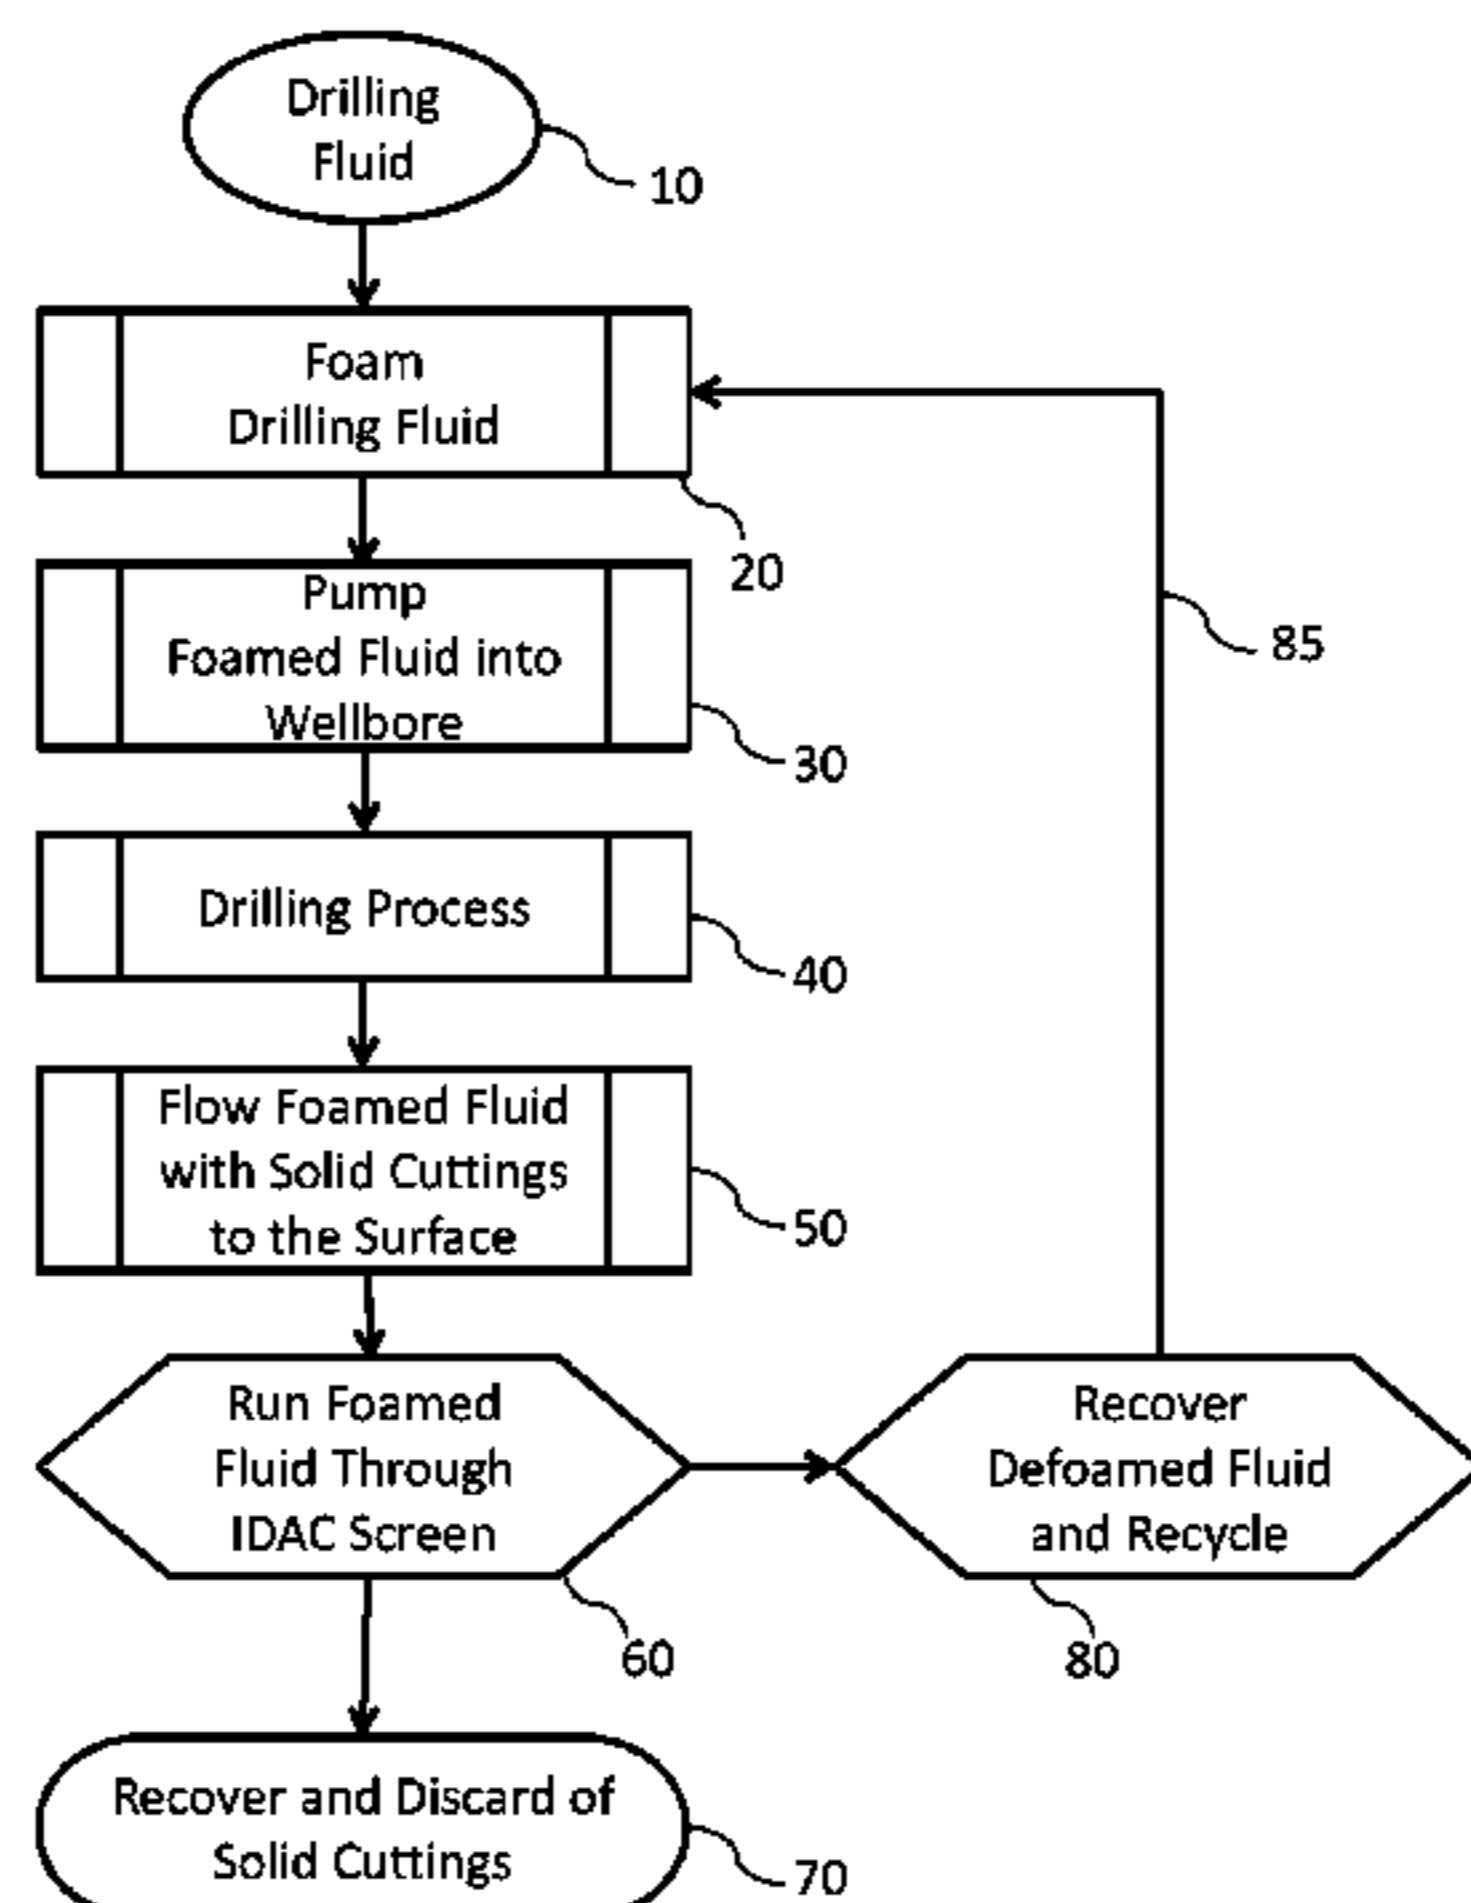 Drilling
Fluid
10
Foam
Drilling Fluid
20
Pump
Foamed Fluid into
Wellbore
30
85
Drilling Process
40
Flow Foamed Fluid
with Solid Cuttings
to the Surface
50
Run Foamed
Fluid Through
IDAC Screen
60
Recover
Defoamed Fluid
and Recycle
80
Recover and Discard of
Solid Cuttings
70